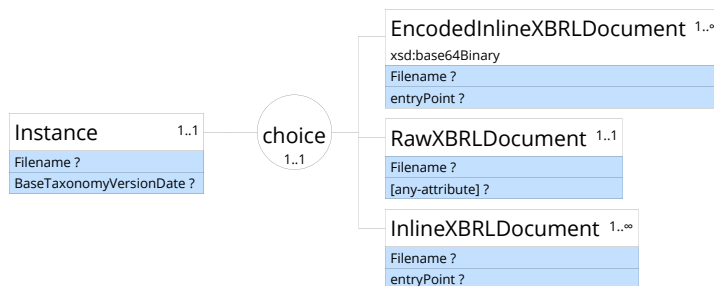 EncodedInlineXBRLDocument 1..∞
xsd:base64Binary
Filename ?
entryPoint ?
Instance 1..1
Filename ?
BaseTaxonomyVersionDate ?
choice
1..1
RawXBRLDocument 1..1
Filename ?
[any-attribute] ?
InlineXBRLDocument 1..∞
Filename ?
entryPoint ?